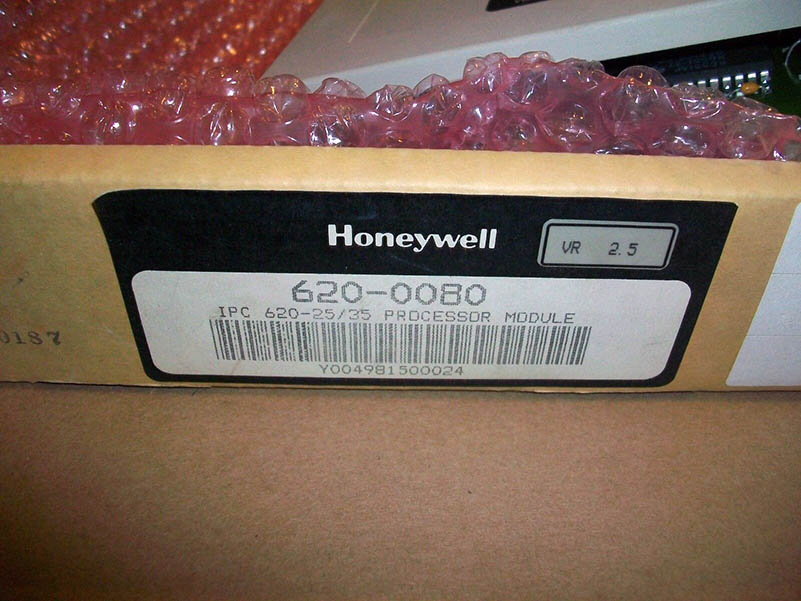 Honeywell
VR 2.5
620-0080
IPC 620-25/35 PROCESSOR MODULE
Y004981500024
0187